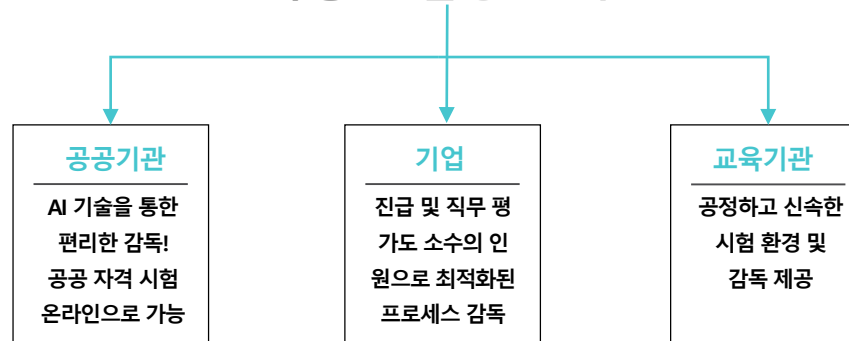 공공기관
AI 기술을 통한
편리한 감독!
공공 자격 시험
온라인으로 가능
기업
진급 및 직무 평
가도 소수의 인
원으로 최적화된
프로세스 감독
교육기관
공정하고 신속한
시험 환경 및
감독 제공